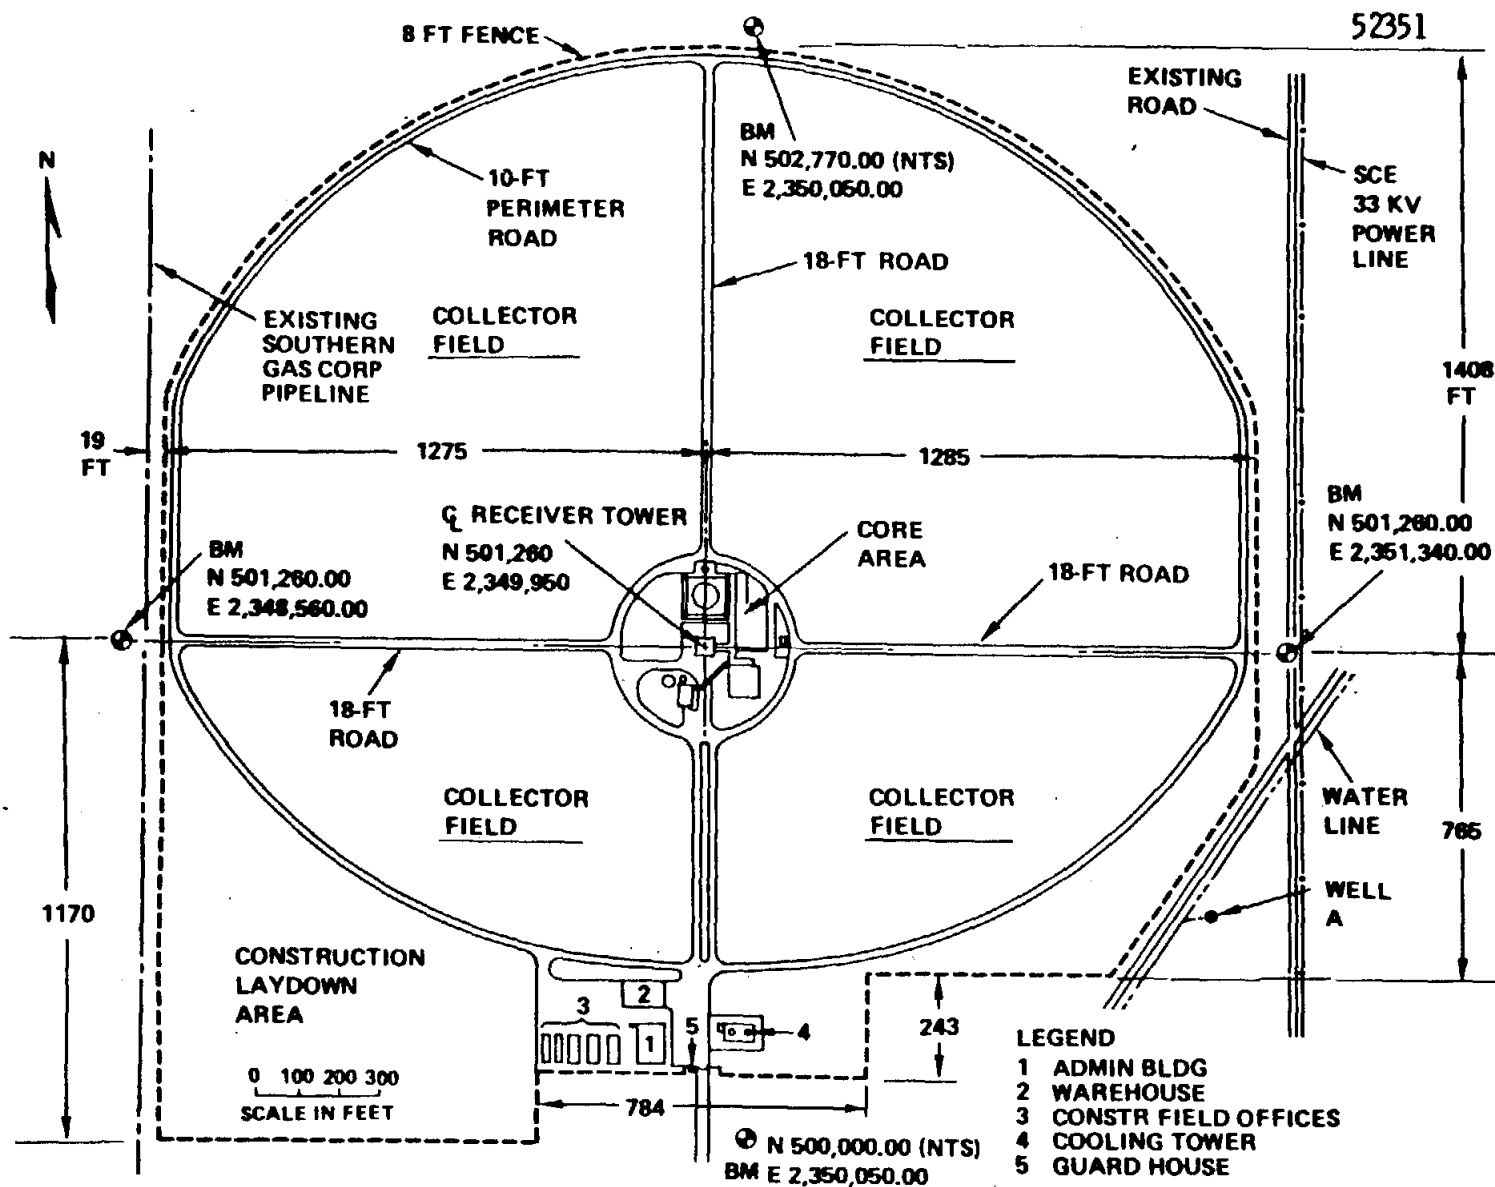 52351
8 FT FENCE
EXISTING
ROAD
BM
N 502,770.00 (NTS)
E 2,350,050.00
N
10-FT
PERIMETER
ROAD
SCE
33 KV
POWER
LINE
18-FT ROAD
EXISTING
SOUTHERN
GAS CORP
PIPELINE
COLLECTOR
FIELD
COLLECTOR
FIELD
1408
FT
19
FT
1275
1285
BM
N 501,260.00
E 2,351,340.00
℄ RECEIVER TOWER
N 501,260
E 2,349,950
CORE
AREA
BM
N 501,260.00
E 2,348,560.00
18-FT ROAD
18-FT
ROAD
COLLECTOR
FIELD
COLLECTOR
FIELD
WATER
LINE
765
WELL
A
1170
CONSTRUCTION
LAYDOWN
AREA
2
3
5
1
4
243
0 100 200 300
SCALE IN FEET
784
LEGEND
1 ADMIN BLDG
2 WAREHOUSE
3 CONSTR FIELD OFFICES
4 COOLING TOWER
5 GUARD HOUSE
N 500,000.00 (NTS)
BM E 2,350,050.00